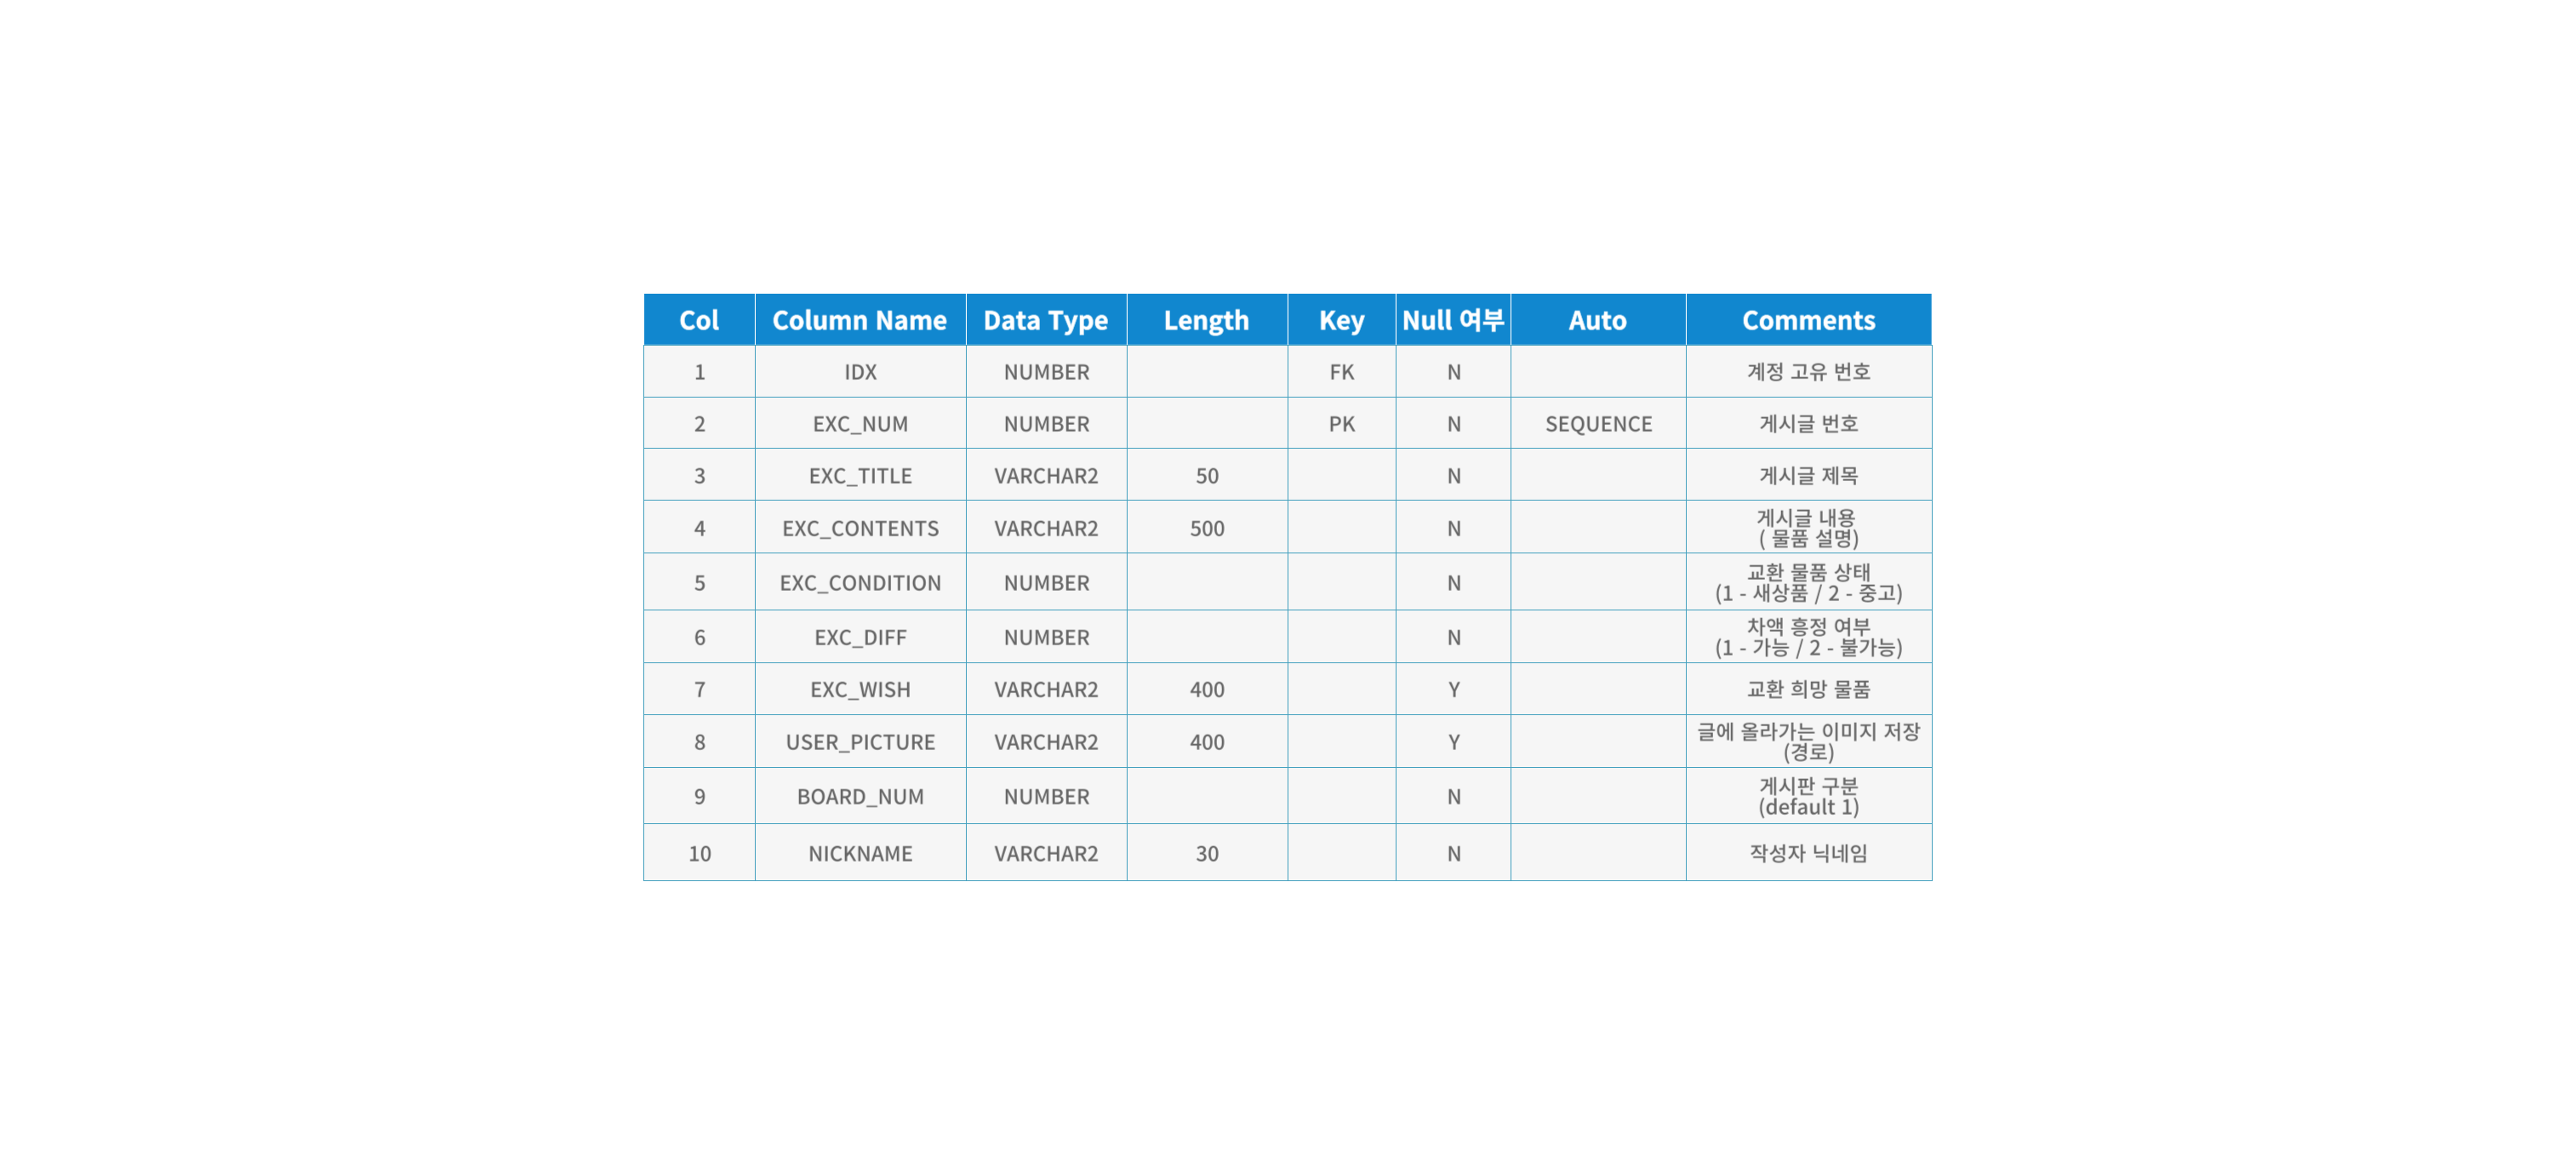 Col Column Name Data Type Length Key Null 여부 Auto Comments
1 IDX NUMBER FK N 계정 고유 번호
2 EXC_NUM NUMBER PK N SEQUENCE 게시글 번호
3 EXC_TITLE VARCHAR2 50 N 게시글 제목
4 EXC_CONTENTS VARCHAR2 500 N 게시글 내용
( 물품 설명)
5 EXC_CONDITION NUMBER N 교환 물품 상태
(1 - 새상품 / 2 - 중고)
6 EXC_DIFF NUMBER N 차액 흥정 여부
(1 - 가능 / 2 - 불가능)
7 EXC_WISH VARCHAR2 400 Y 교환 희망 물품
8 USER_PICTURE VARCHAR2 400 Y 글에 올라가는 이미지 저장
(경로)
9 BOARD_NUM NUMBER N 게시판 구분
(default 1)
10 NICKNAME VARCHAR2 30 N 작성자 닉네임